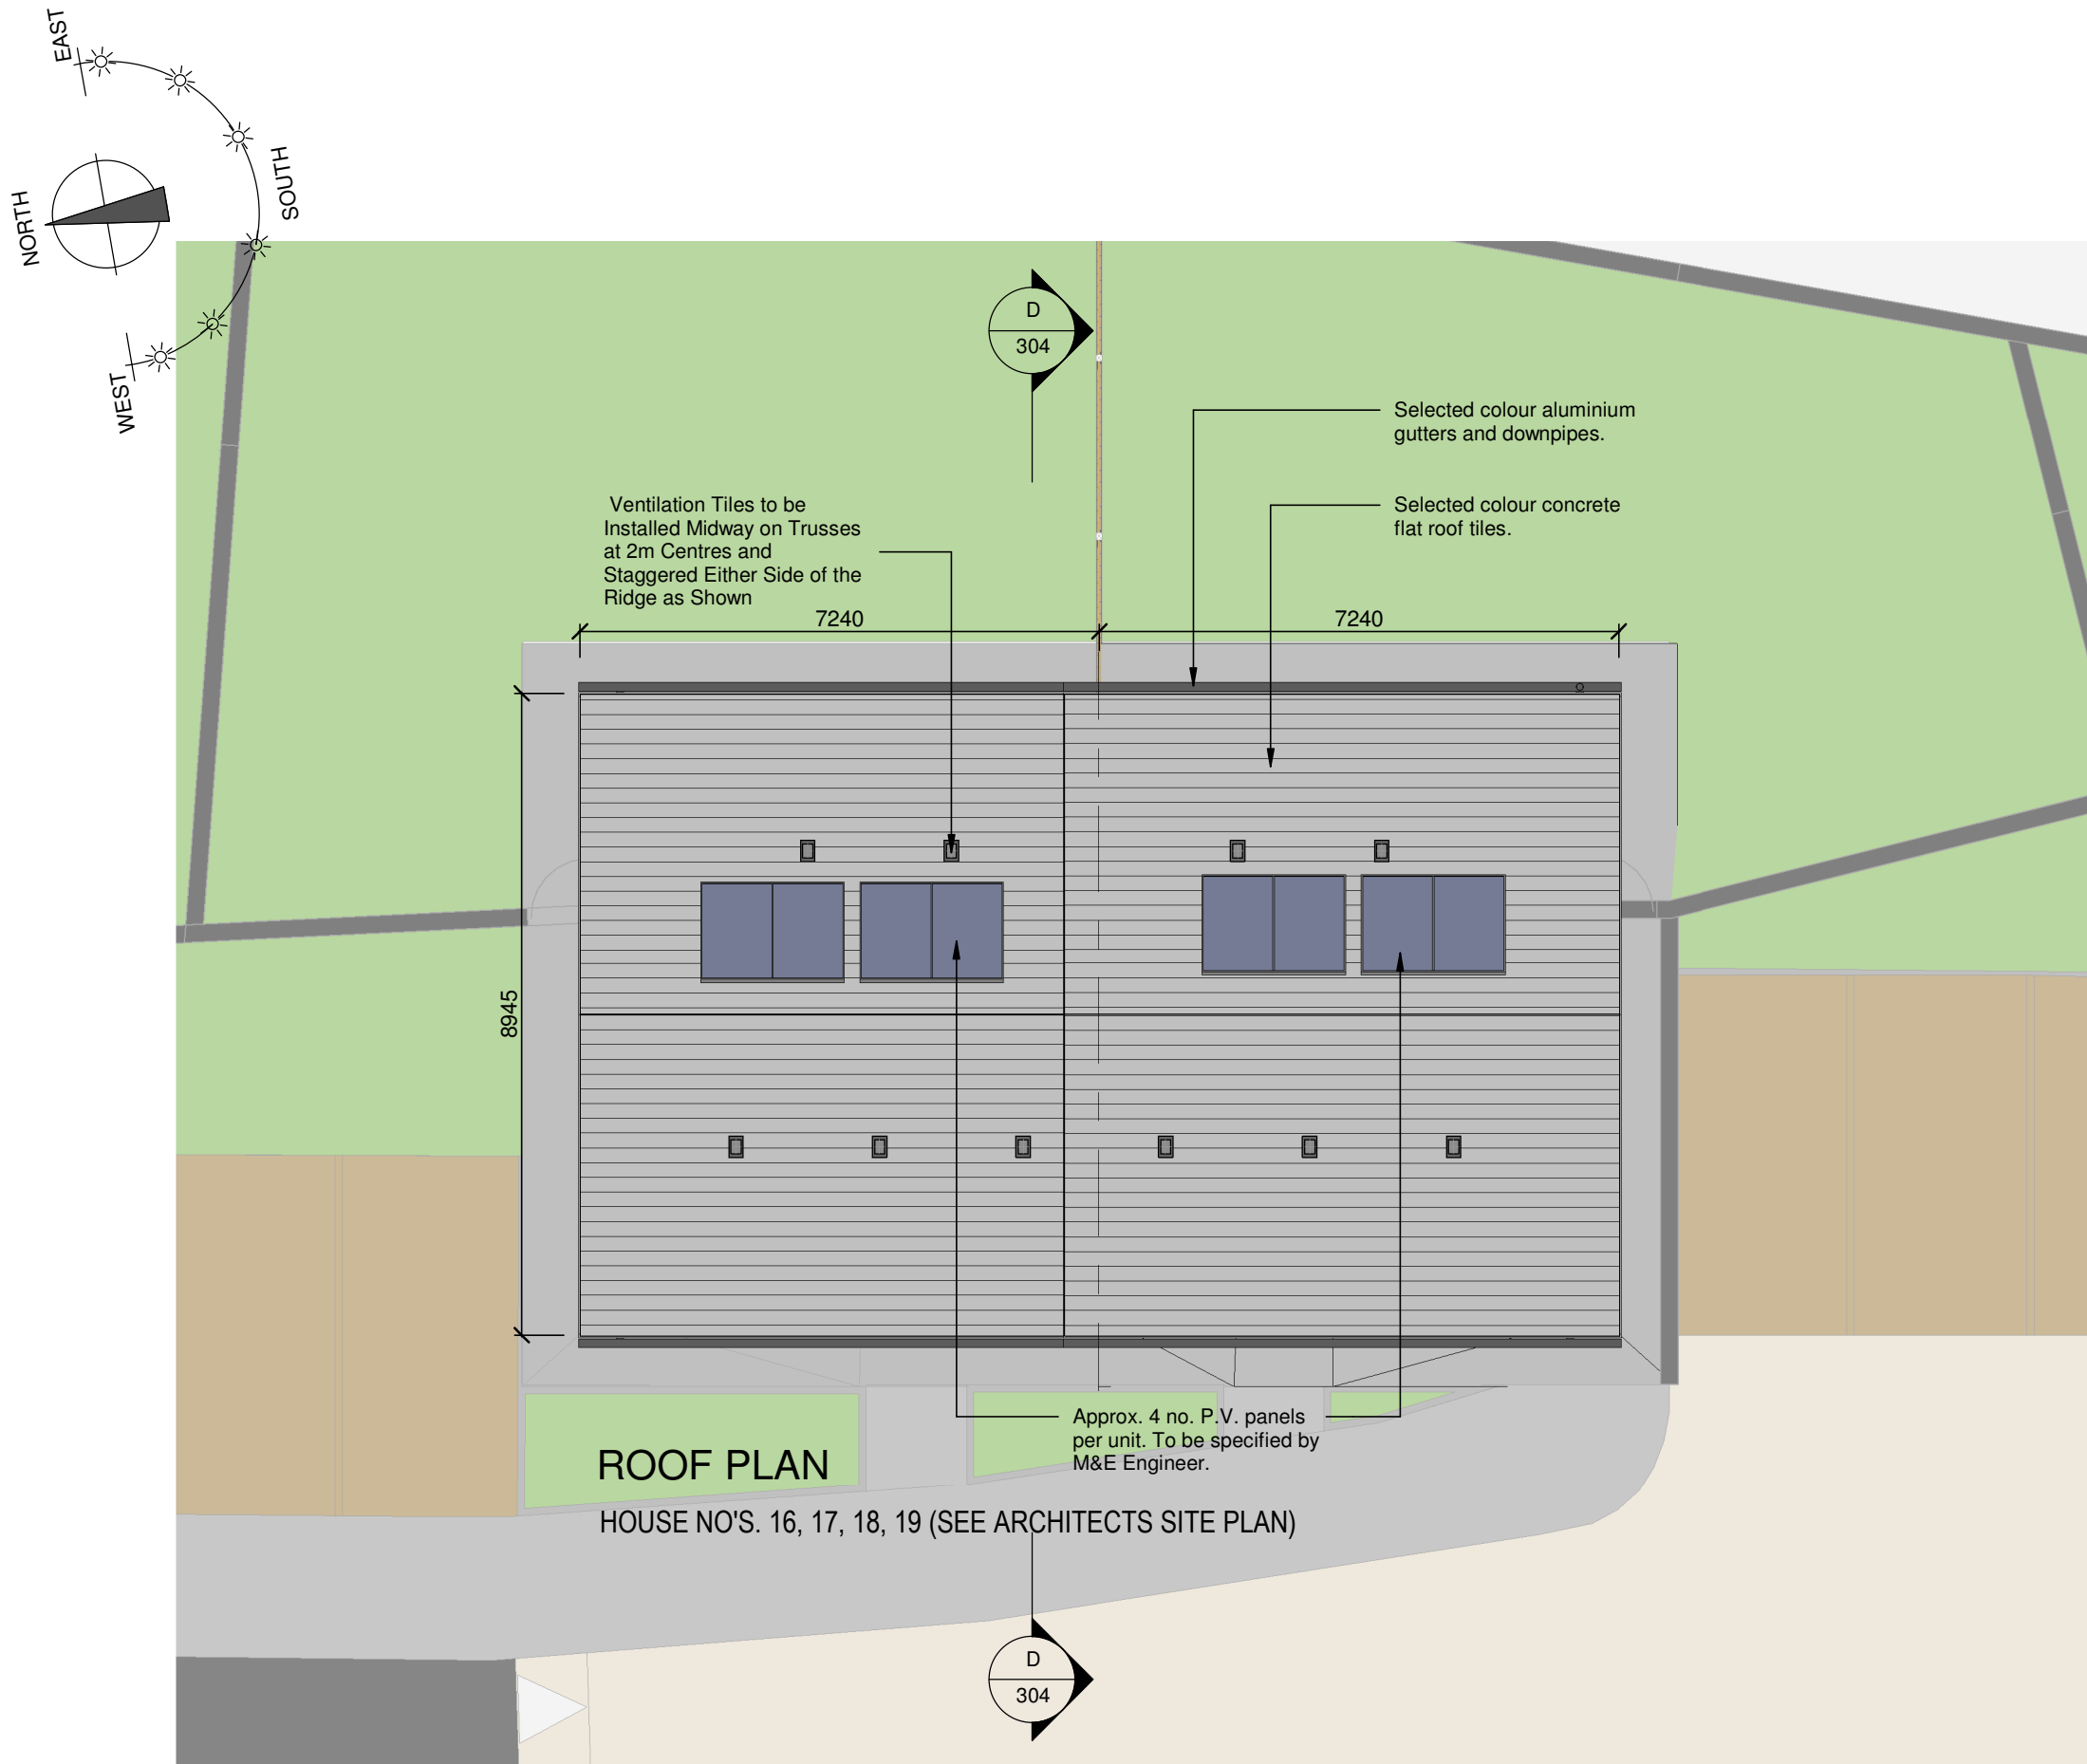 EAST
SOUTH
NORTH
WEST
D
304
Selected colour aluminium
gutters and downpipes.
Ventilation Tiles to be
Installed Midway on Trusses
at 2m Centres and
Staggered Either Side of the
Ridge as Shown
Selected colour concrete
flat roof tiles.
7240
7240
8945
Approx. 4 no. P.V. panels
per unit. To be specified by
M&E Engineer.
ROOF PLAN
HOUSE NO'S. 16, 17, 18, 19 (SEE ARCHITECTS SITE PLAN)
D
304